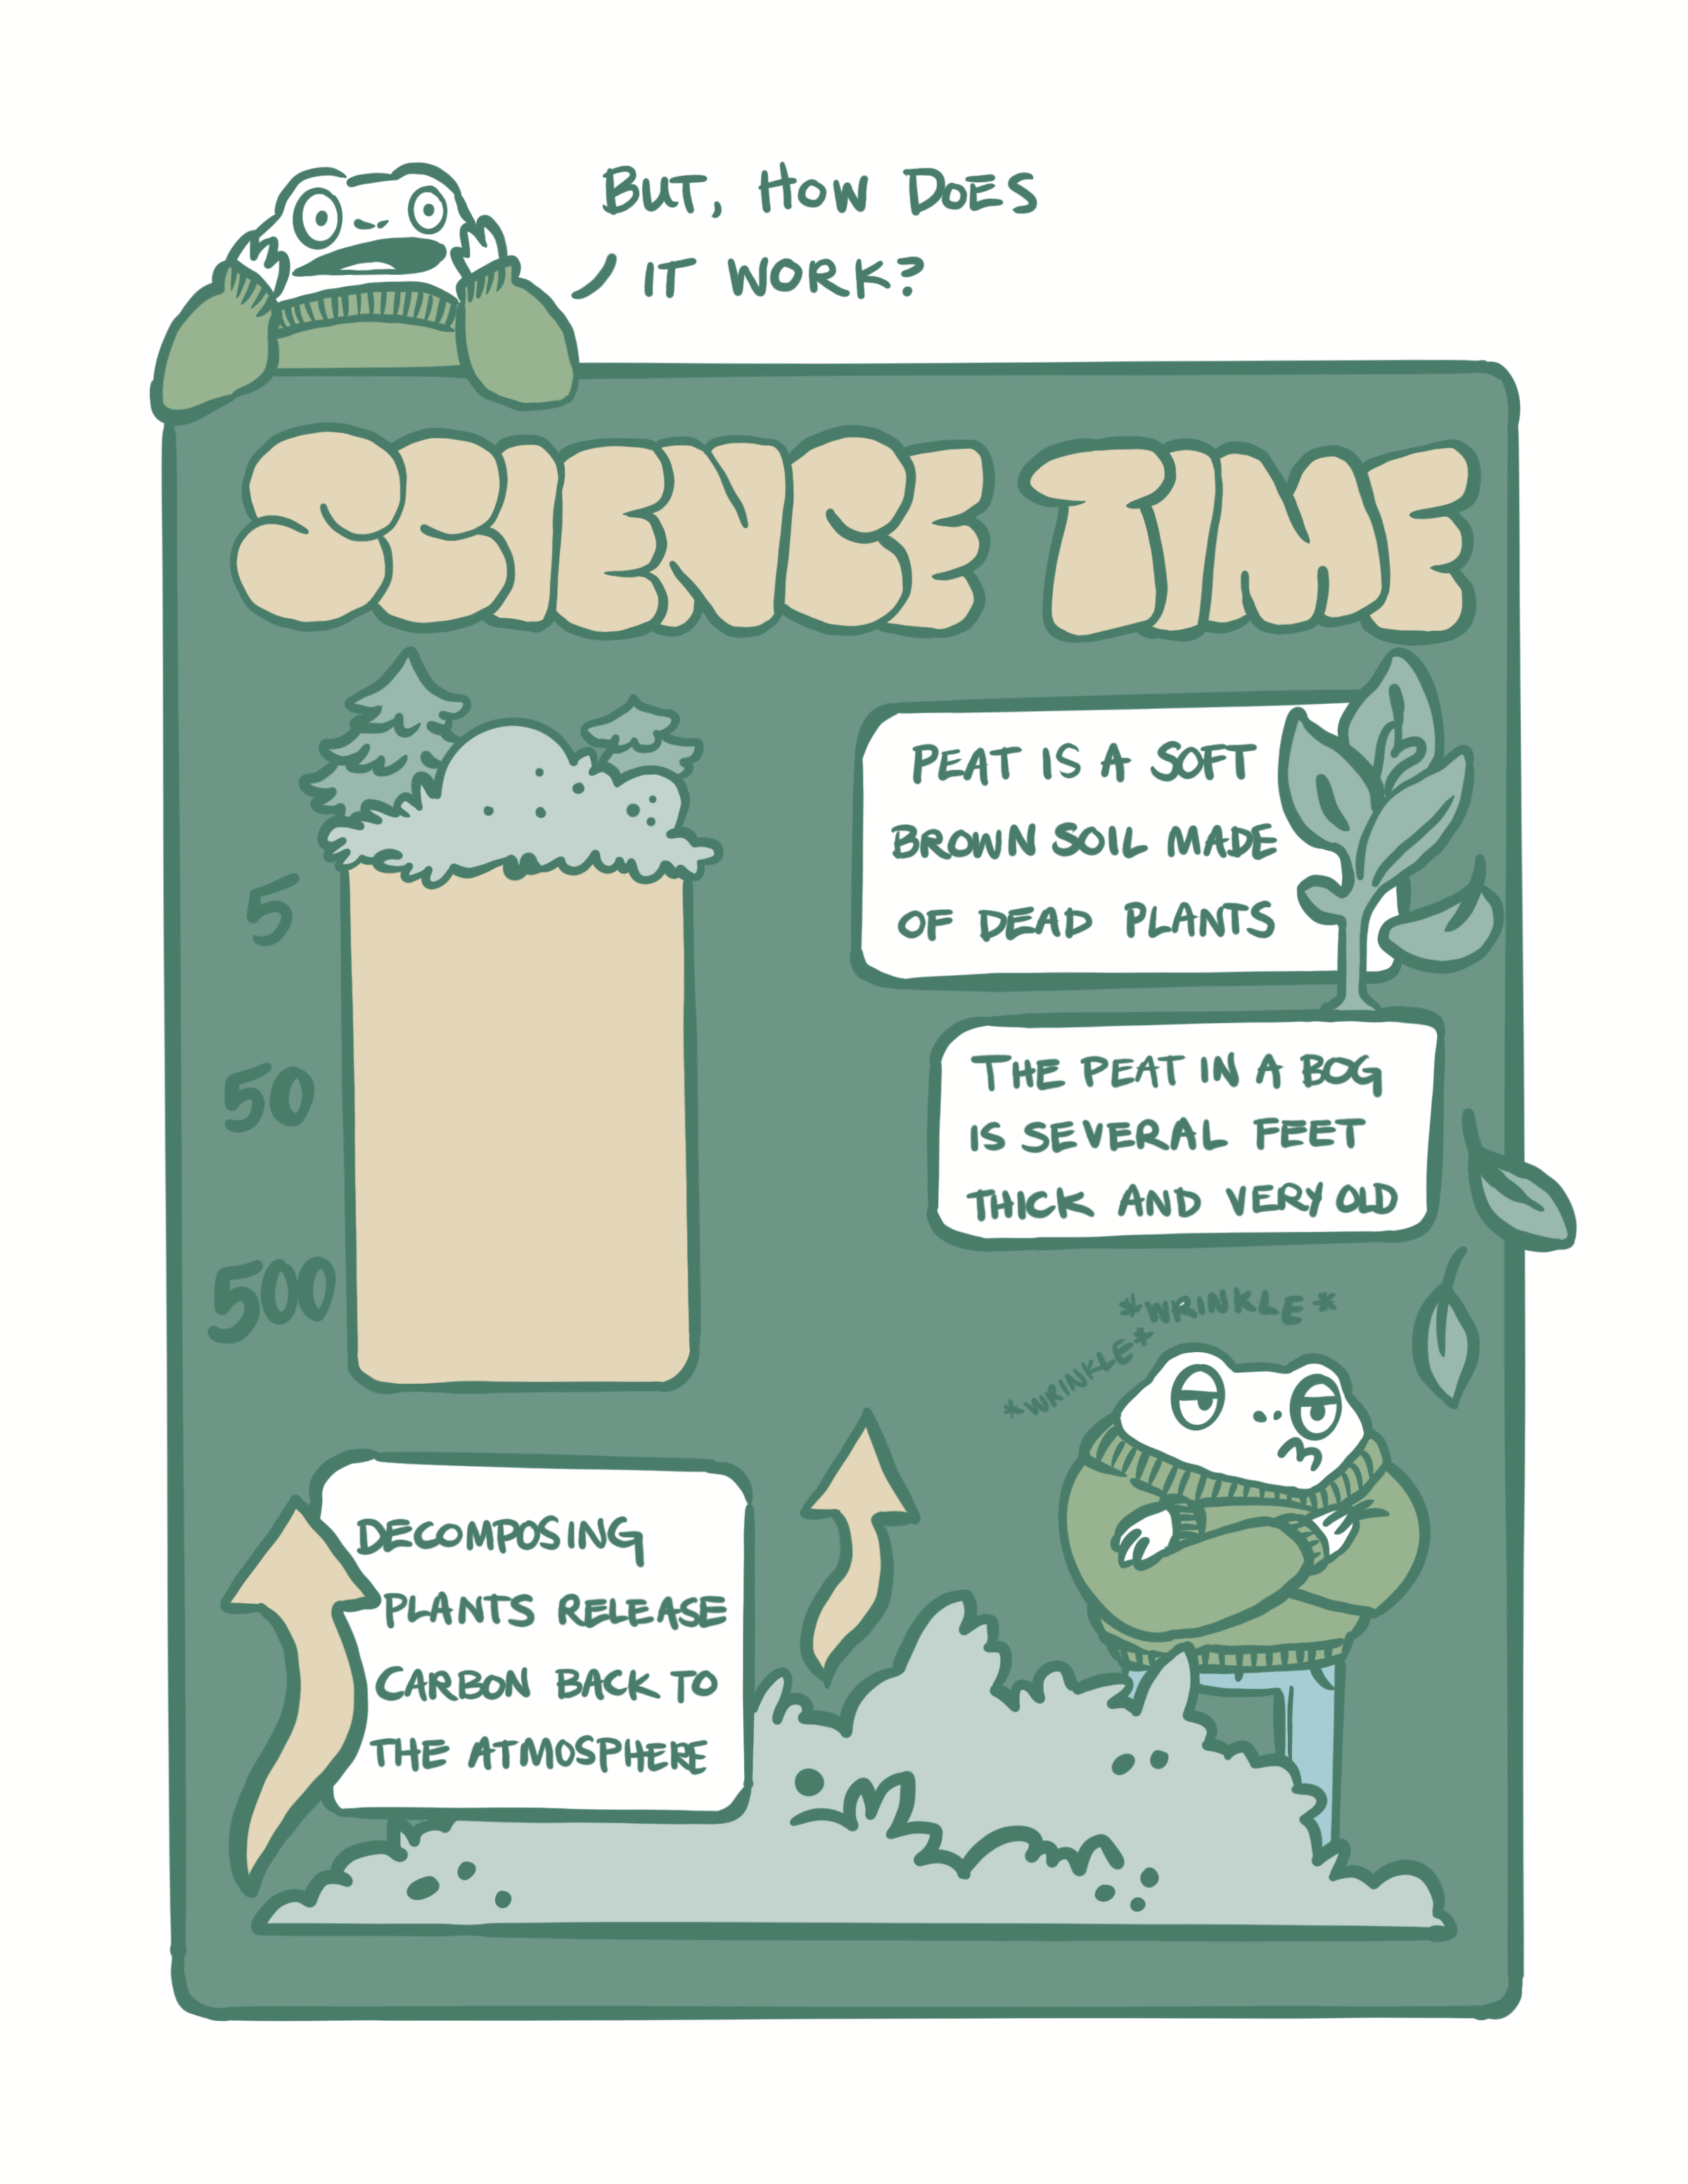 BUT, HOW DOES
IT WORK?
SCIENCE TIME
5
50
500
PEAT IS A SOFT
BROWN SOIL MADE
OF DEAD PLANTS
THE PEAT IN A BOG
IS SEVERAL FEET
THICK AND VERY OLD
*WRINKLE*
*WRINKLE*
DECOMPOSING
PLANTS RELEASE
CARBON BACK TO
THE ATMOSPHERE